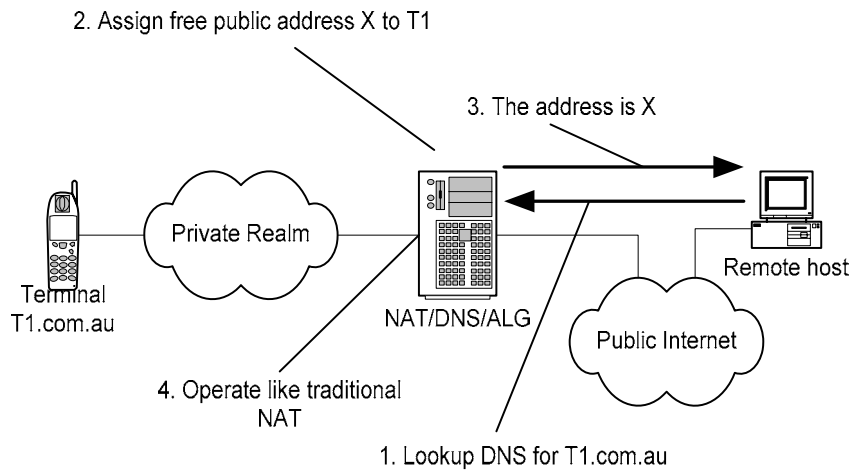 2. Assign free public address X to T1
3. The address is X
Private Realm
Terminal
T1.com.au
NAT/DNS/ALG
Remote host
Public Internet
4. Operate like traditional
NAT
1. Lookup DNS for T1.com.au